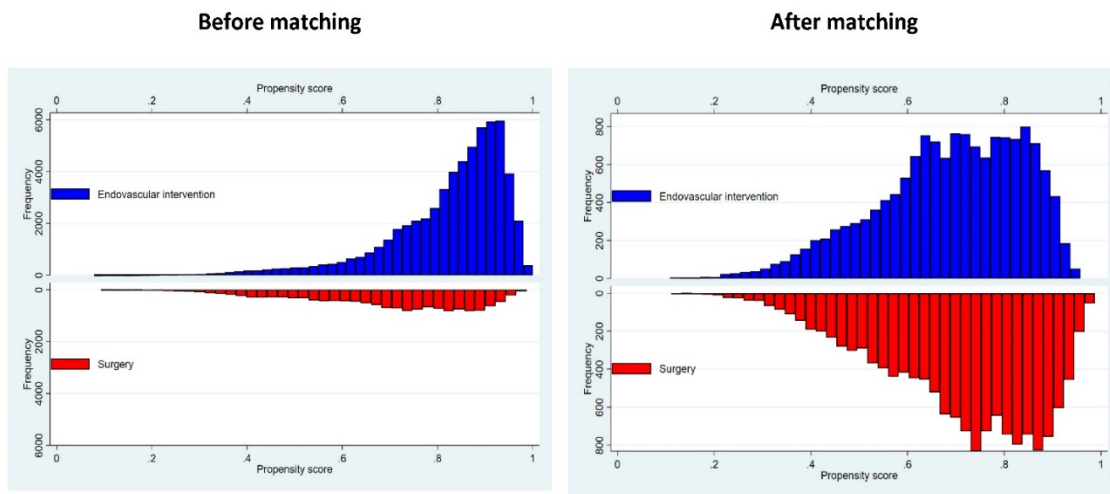 Before matching
After matching
Propensity score
0 .2 .4 .6 .8 1
6000
4000
2000
0
Frequency
Endovascular intervention
0
2000
4000
6000
Frequency
Surgery
0 .2 .4 .6 .8 1
Propensity score
Propensity score
0 .2 .4 .6 .8 1
800
600
400
200
0
Frequency
Endovascular intervention
0
200
400
600
800
Frequency
Surgery
0 .2 .4 .6 .8 1
Propensity score